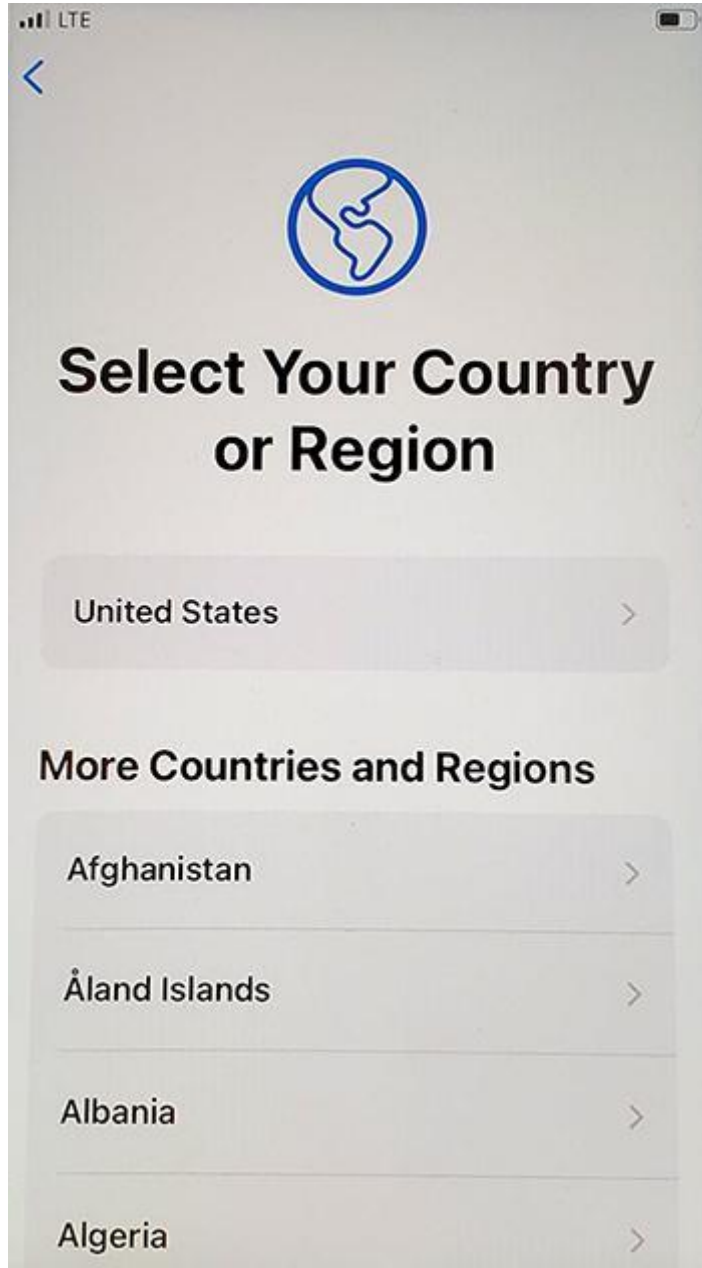 LTE
Select Your Country
or Region
United States
More Countries and Regions
Afghanistan
Åland Islands
Albania
Algeria